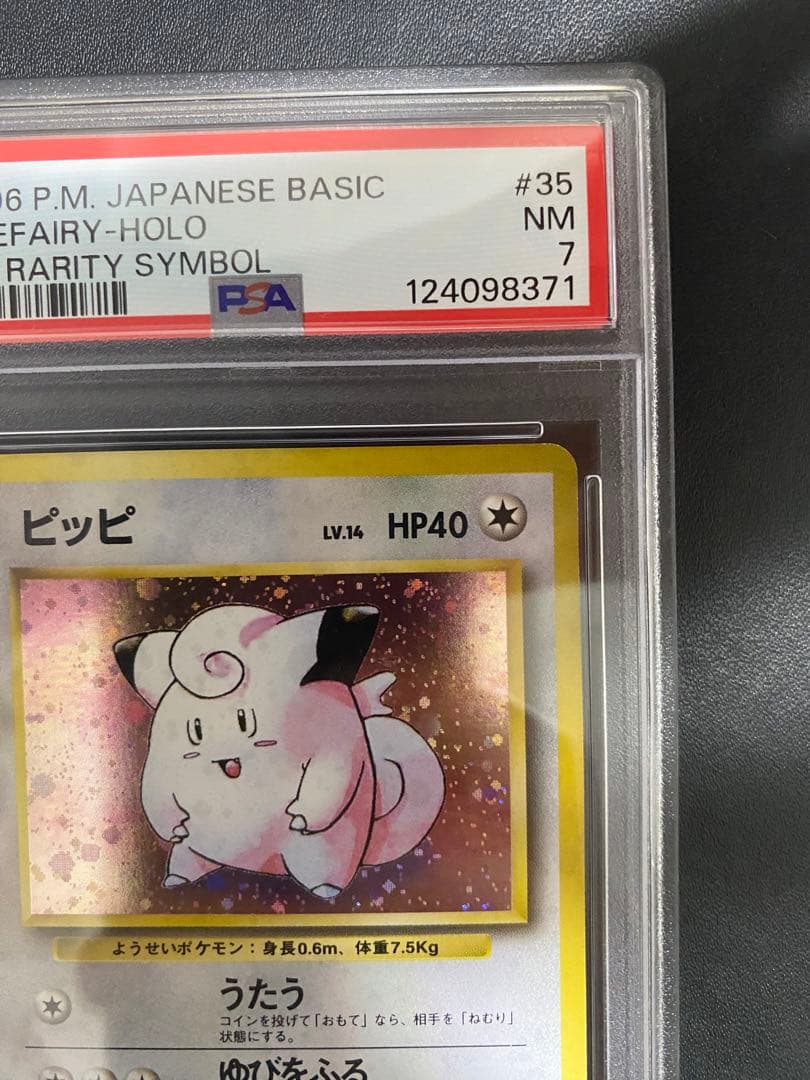 96 P.M. JAPANESE BASIC #35
EFAIRY-HOLO NM
RARITY SYMBOL 7
PSA 124098371
ピッピ LV.14 HP40
ようせいポケモン：身長0.6m、体重7.5Kg
うたう
コインを投げて「おもて」なら、相手を「ねむり」
状態にする。
ゆびをふる